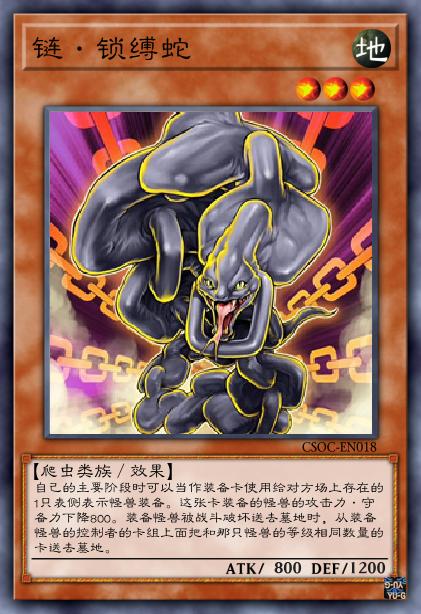 链·锁缚蛇
地
CSOC-EN018
【爬虫类族／效果】
自己的主要阶段时可以当作装备卡使用给对方场上存在的
1只表侧表示怪兽装备。这张卡装备的怪兽的攻击力·守
备力下降800。装备怪兽被战斗破坏送去墓地时，从装备
怪兽的控制者的卡组上面把和那只怪兽的等级相同数量的
卡送去墓地。
ATK/ 800 DEF/1200